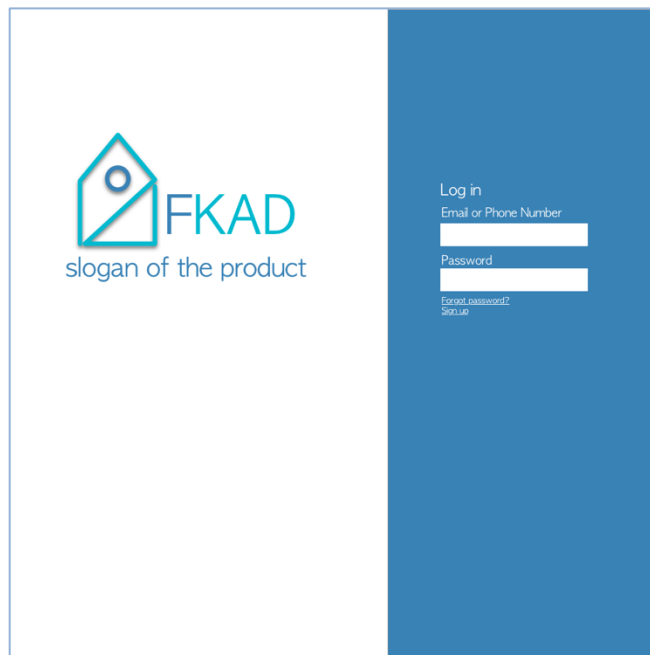 FKAD
slogan of the product
Log in
Email or Phone Number
Password
Forgot password?
Sign up